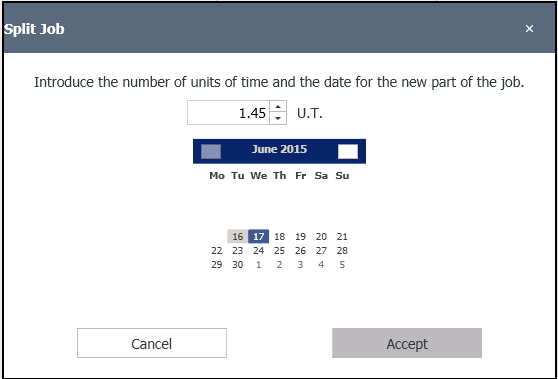 Split Job ×
Introduce the number of units of time and the date for the new part of the job.
1.45 U.T.
June 2015
Mo Tu We Th Fr Sa Su
16 17 18 19 20 21
22 23 24 25 26 27 28
29 30 1 2 3 4 5
Cancel Accept